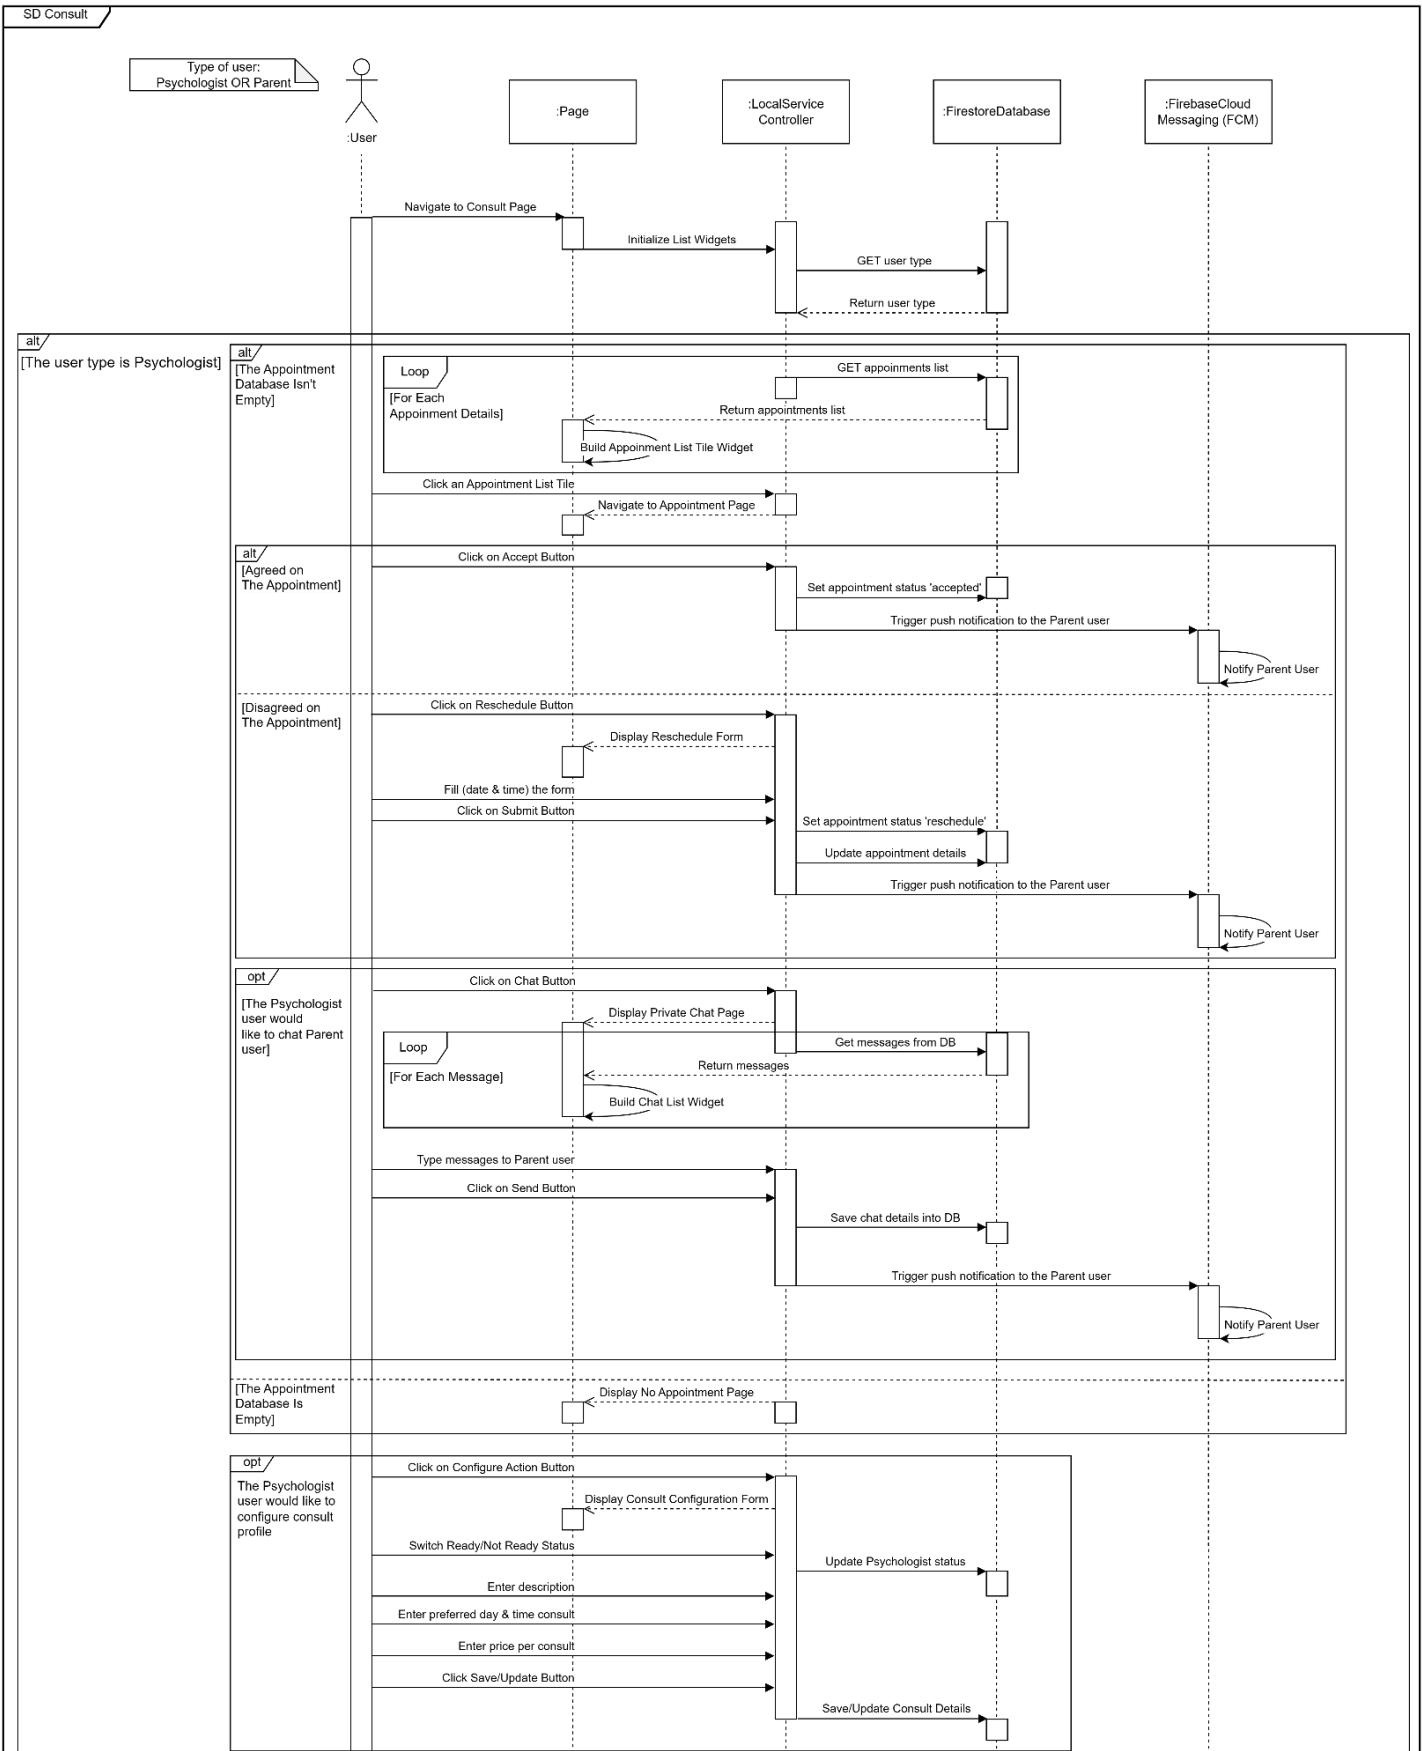 SD Consult
Type of user:
Psychologist OR Parent
:User
:Page
:LocalService
Controller
:FirestoreDatabase
:FirebaseCloud
Messaging (FCM)
Navigate to Consult Page
Initialize List Widgets
GET user type
Return user type
alt
[The user type is Psychologist]
alt
[The Appointment
Database Isn't
Empty]
Loop
[For Each
Appoinment Details]
GET appoinments list
Return appointments list
Build Appoinment List Tile Widget
Click an Appointment List Tile
Navigate to Appointment Page
alt
[Agreed on
The Appointment]
Click on Accept Button
Set appointment status 'accepted'
Trigger push notification to the Parent user
Notify Parent User
[Disagreed on
The Appointment]
Click on Reschedule Button
Display Reschedule Form
Fill (date & time) the form
Click on Submit Button
Set appointment status 'reschedule'
Update appointment details
Trigger push notification to the Parent user
Notify Parent User
opt
[The Psychologist
user would
like to chat Parent
user]
Click on Chat Button
Display Private Chat Page
Loop
[For Each Message]
Get messages from DB
Return messages
Build Chat List Widget
Type messages to Parent user
Click on Send Button
Save chat details into DB
Trigger push notification to the Parent user
Notify Parent User
[The Appointment
Database Is
Empty]
Display No Appointment Page
opt
The Psychologist
user would like to
configure consult
profile
Click on Configure Action Button
Display Consult Configuration Form
Switch Ready/Not Ready Status
Update Psychologist status
Enter description
Enter preferred day & time consult
Enter price per consult
Click Save/Update Button
Save/Update Consult Details